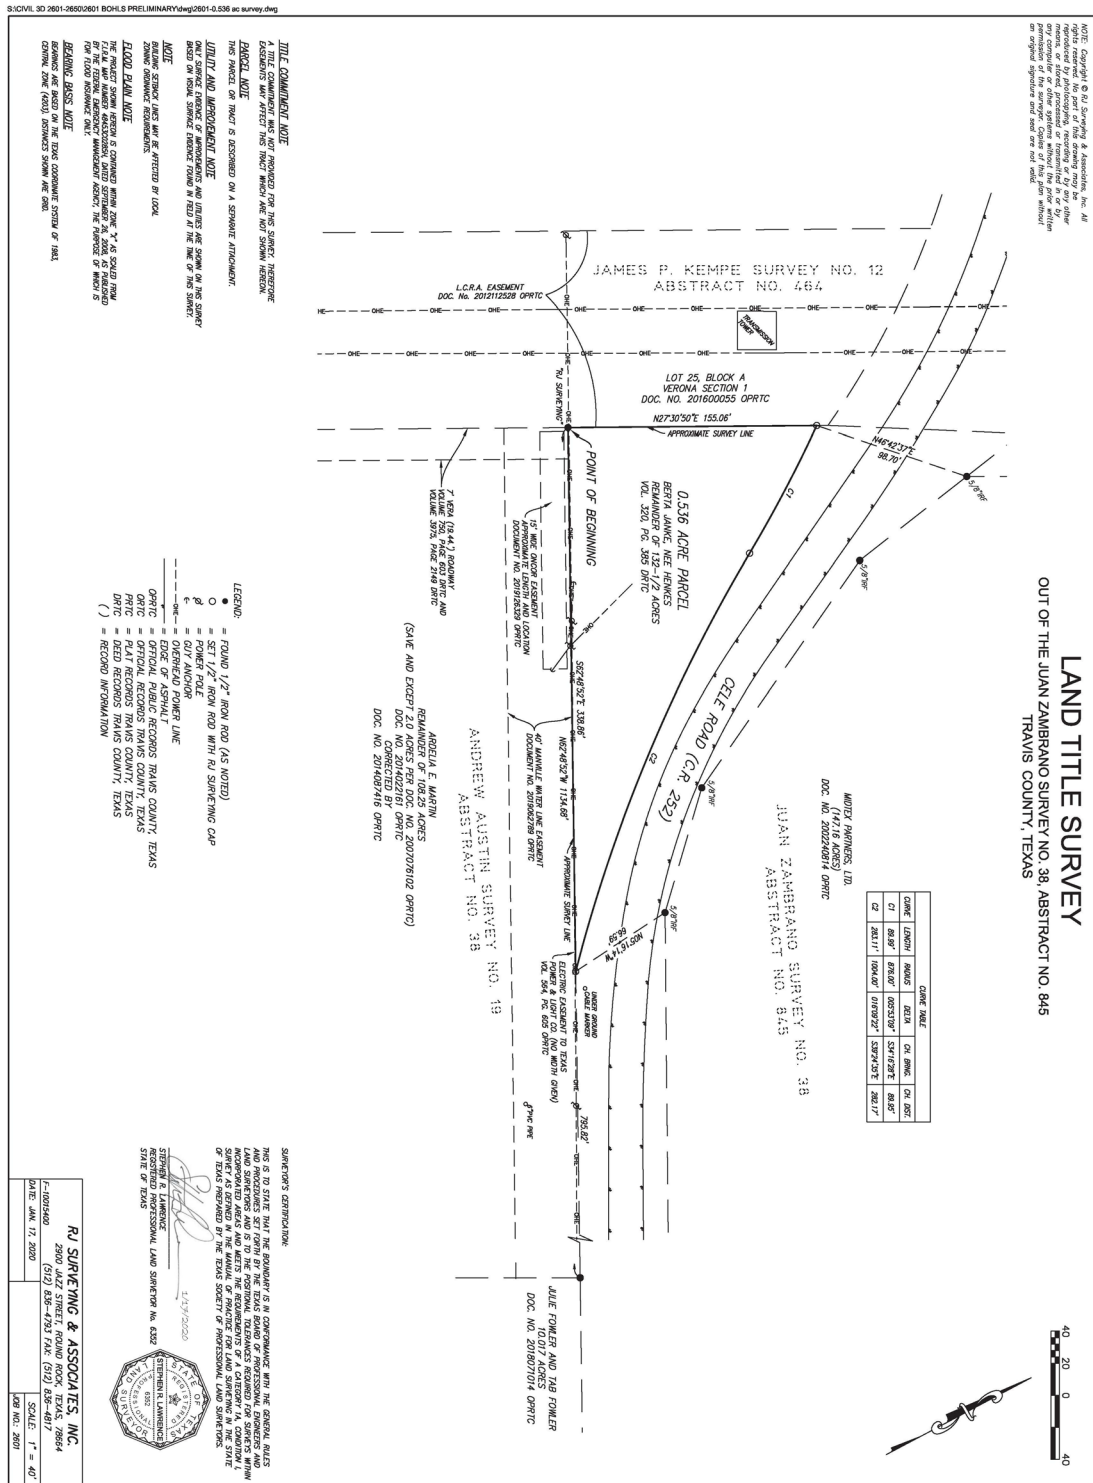 S:\CIVIL 3D 2601-2650\2601 BOHLS PRELIMINARY\dwg\2601-0.536 ac survey.dwg
NOTE: Copyright © RJ Surveying & Associates, Inc. All
rights reserved. No part of this drawing may be
reproduced by photocopying, recording or by any other
means, or stored, processed or transmitted in or by
any computer or other systems without the prior written
permission of the surveyor. Copies of this plan without
an original signature and seal are not valid.
LAND TITLE SURVEY
OUT OF THE JUAN ZAMBRANO SURVEY NO. 38, ABSTRACT NO. 845
TRAVIS COUNTY, TEXAS
40 20 0 40
CURVE TABLE
CURVE LENGTH RADIUS DELTA CH. BRNG. CH. DIST.
C1 89.99' 876.00' 005°53'09" S34°16'28"E 89.95'
C2 283.11' 1004.00' 016°09'22" S39°24'35"E 282.17'
JAMES P. KEMPE SURVEY NO. 12
ABSTRACT NO. 464
L.C.R.A. EASEMENT
DOC. No. 2012112528 OPRTC
TRANSMISSION
TOWER
LOT 25, BLOCK A
VERONA SECTION 1
DOC. NO. 201600055 OPRTC
N27°30'50"E 155.06'
APPROXIMATE SURVEY LINE
"RJ SURVEYING"
N46°42'37"E
98.70'
5/8"IRF
5/8"IRF
5/8"IRF
5/8"IRF
C1
C2
POINT OF BEGINNING
0.536 ACRE PARCEL
BERTA JANKE, NEE HENKES
REMAINDER OF 132-1/2 ACRES
VOL. 320, PG. 385 DRTC
CELE ROAD (C.R. 252)
MIDTEX PARTNERS, LTD.
(147.16 ACRES)
DOC. NO. 2002240814 OPRTC
JUAN ZAMBRANO SURVEY NO. 38
ABSTRACT NO. 845
7' VERA (19.44') ROADWAY
VOLUME 750, PAGE 603 DRTC AND
VOLUME 3975, PAGE 2149 DRTC
15' WIDE ONCOR EASEMENT
APPROXIMATE LENGTH AND LOCATION
DOCUMENT NO. 2019126329 OPRTC
S62°48'52"E 338.86'
N62°48'52"W 1134.68'
APPROXIMATE SURVEY LINE
40' MANVILLE WATER LINE EASEMENT
DOCUMENT NO. 2019062789 OPRTC
N05°16'14"W
66.59'
ELECTRIC EASEMENT TO TEXAS
POWER & LIGHT CO. (NO WIDTH GIVEN)
VOL. 564, PG. 605 OPRTC
UNDER GROUND
CABLE MARKER
795.82'
6"PVC PIPE
ANDREW AUSTIN SURVEY NO. 19
ABSTRACT NO. 38
ARDELIA E. MARTIN
REMAINDER OF 108.25 ACRES
(SAVE AND EXCEPT 2.0 ACRES PER DOC. NO. 2007076102 OPRTC)
DOC. NO. 2014022161 OPRTC
CORRECTED BY
DOC. NO. 2014087416 OPRTC
JULIE FOWLER AND TAB FOWLER
10.017 ACRES
DOC. NO. 2018071014 OPRTC
OHE
TITLE COMMITMENT NOTE
A TITLE COMMITMENT WAS NOT PROVIDED FOR THIS SURVEY. THEREFORE
EASEMENTS MAY AFFECT THIS TRACT WHICH ARE NOT SHOWN HEREON.
PARCEL NOTE
THIS PARCEL OR TRACT IS DESCRIBED ON A SEPARATE ATTACHMENT.
UTILITY AND IMPROVEMENT NOTE
ONLY SURFACE EVIDENCE OF IMPROVEMENTS AND UTILITIES ARE SHOWN ON THIS SURVEY
BASED ON VISUAL SURFACE EVIDENCE FOUND IN FIELD AT THE TIME OF THIS SURVEY.
NOTE
BUILDING SETBACK LINES MAY BE AFFECTED BY LOCAL
ZONING ORDINANCE REQUIREMENTS.
FLOOD PLAIN NOTE
THE PROJECT SHOWN HEREON IS CONTAINED WITHIN ZONE "X" AS SCALED FROM
F.I.R.M. MAP NUMBER 48453C0285H, DATED SEPTEMBER 26, 2008, AS PUBLISHED
BY THE FEDERAL EMERGENCY MANAGEMENT AGENCY, THE PURPOSE OF WHICH IS
FOR FLOOD INSURANCE ONLY.
BEARING BASIS NOTE
BEARINGS ARE BASED ON THE TEXAS COORDINATE SYSTEM OF 1983,
CENTRAL ZONE (4203). DISTANCES SHOWN ARE GRID.
LEGEND:
= FOUND 1/2" IRON ROD (AS NOTED)
= SET 1/2" IRON ROD WITH RJ SURVEYING CAP
= POWER POLE
= GUY ANCHOR
OHE = OVERHEAD POWER LINE
= EDGE OF ASPHALT
OPRTC = OFFICIAL PUBLIC RECORDS TRAVIS COUNTY, TEXAS
ORTC = OFFICIAL RECORDS TRAVIS COUNTY, TEXAS
PRTC = PLAT RECORDS TRAVIS COUNTY, TEXAS
DRTC = DEED RECORDS TRAVIS COUNTY, TEXAS
( ) = RECORD INFORMATION
SURVEYOR'S CERTIFICATION:
THIS IS TO STATE THAT THE BOUNDARY IS IN CONFORMANCE WITH THE GENERAL RULES
AND PROCEDURES SET FORTH BY THE TEXAS BOARD OF PROFESSIONAL ENGINEERS AND
LAND SURVEYORS AND IS TO THE POSITIONAL TOLERANCES REQUIRED FOR SURVEYS WITHIN
INCORPORATED AREAS AND MEETS THE REQUIREMENTS OF A CATEGORY 1A, CONDITION I,
SURVEY AS DEFINED IN THE MANUAL OF PRACTICE FOR LAND SURVEYING IN THE STATE
OF TEXAS PREPARED BY THE TEXAS SOCIETY OF PROFESSIONAL LAND SURVEYORS.
1/17/2020
STEPHEN R. LAWRENCE
REGISTERED PROFESSIONAL LAND SURVEYOR No. 6352
STATE OF TEXAS
STATE OF TEXAS
REGISTERED
STEPHEN R. LAWRENCE
6352
PROFESSIONAL
LAND SURVEYOR
RJ SURVEYING & ASSOCIATES, INC.
2900 JAZZ STREET, ROUND ROCK, TEXAS, 78664
(512) 836-4793 FAX: (512) 836-4817
F-10015400
DATE: JAN. 17, 2020
SCALE: 1" = 40'
JOB NO.: 2601